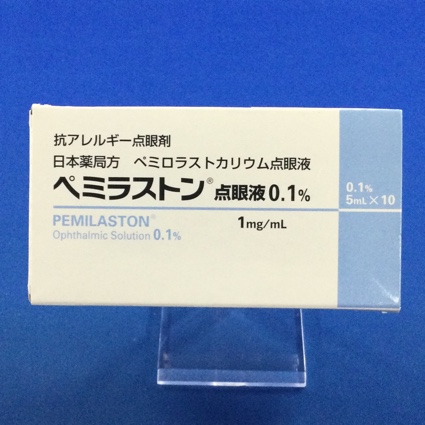 抗アレルギー点眼剤
日本薬局方 ペミロラストカリウム点眼液
ペミラストン® 点眼液 0.1%
PEMILASTON®
Ophthalmic Solution 0.1%
1mg/mL
0.1%
5mL×10